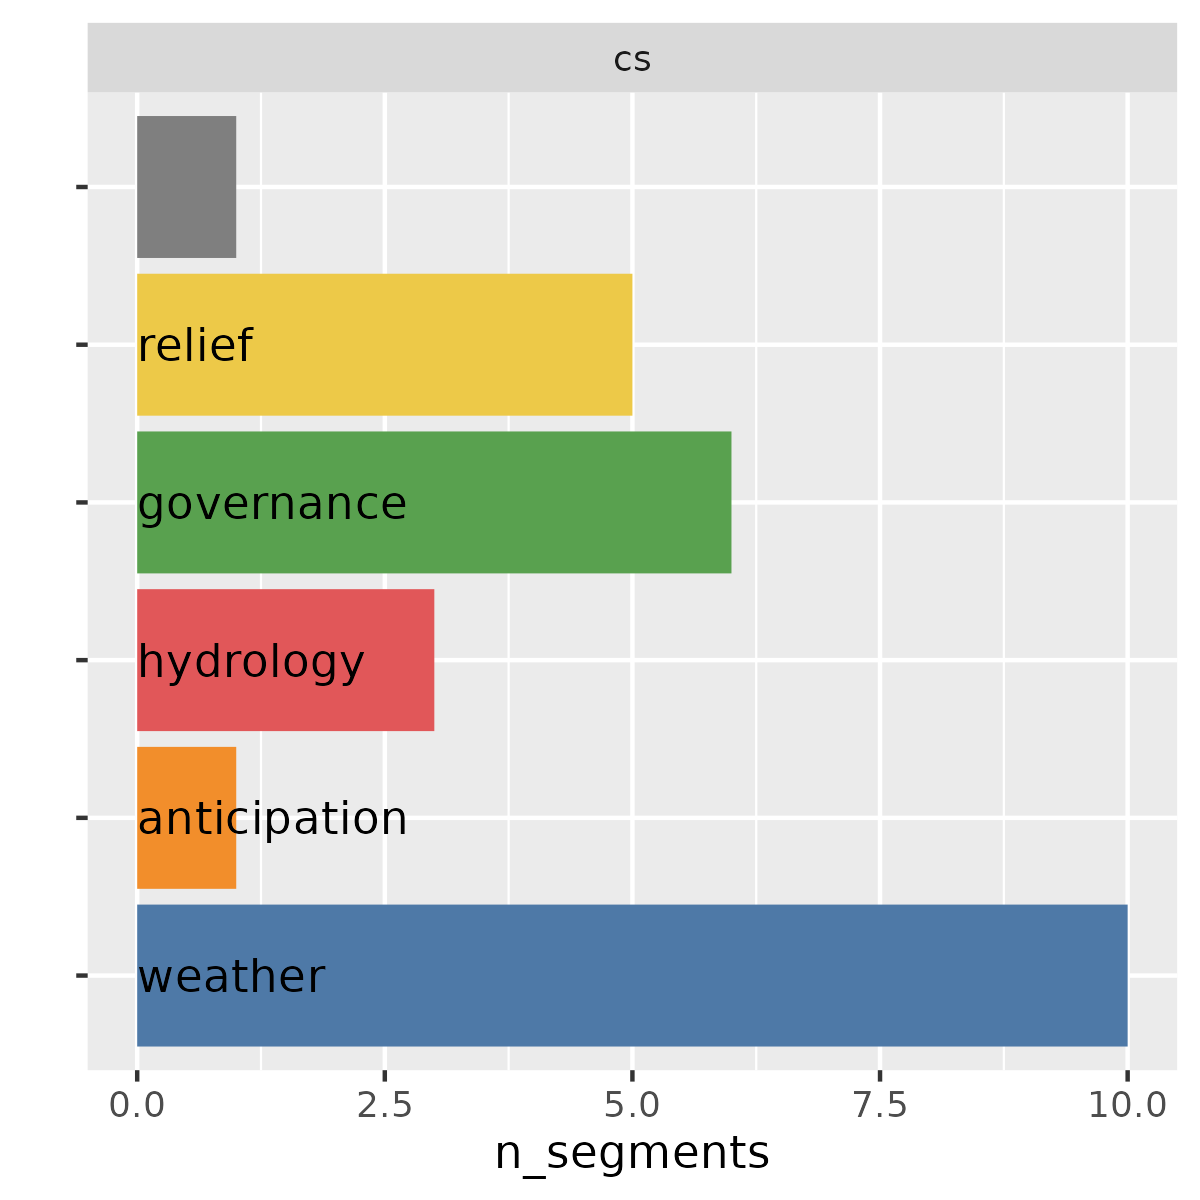 cs
relief
governance
hydrology
anticipation
weather
0.0 2.5 5.0 7.5 10.0
n_segments